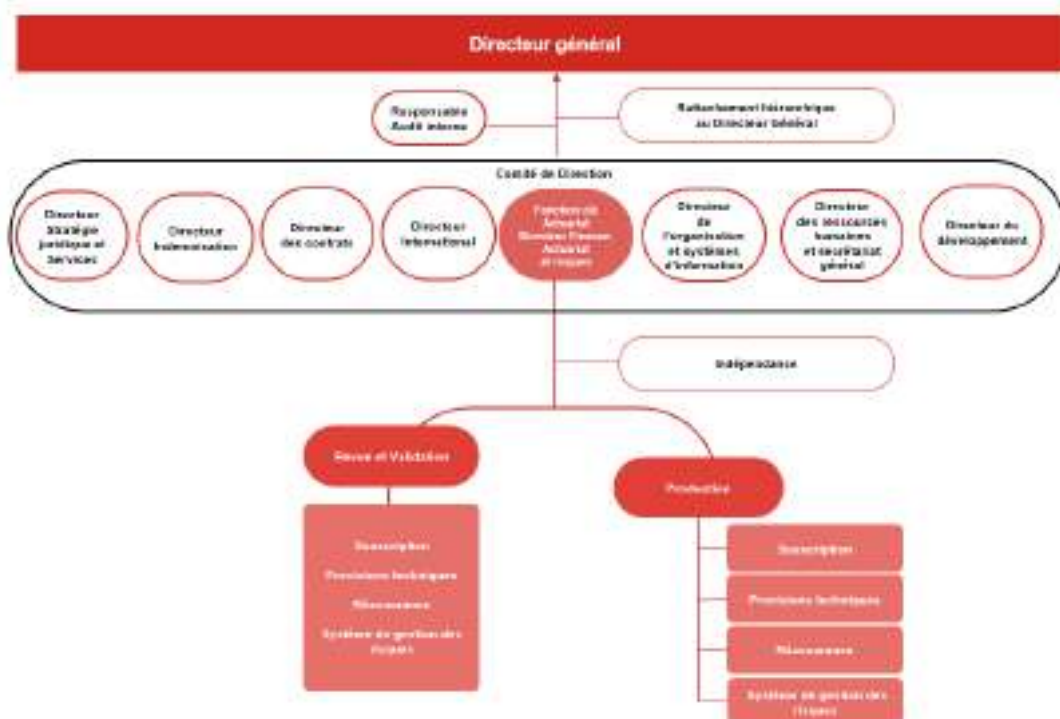 Directeur général
Responsable
Audit interne
Rattachement hiérarchique
au Directeur Général
Comité de Direction
Directeur
Stratégie
juridique et
Services
Directeur
Indemnisation
Directeur
des contrats
Directeur
International
Fonction clé
Actuariat
Finance
Actuariat
et risques
Directeur
de
l'organisation
et systèmes
d'information
Directeur
des ressources
humaines
et secrétariat
général
Directeur du
développement
Indépendance
Revue et Validation
Production
Souscription
Provisions techniques
Réassurance
Système de gestion des
risques
Souscription
Provisions techniques
Réassurance
Système de gestion des
risques